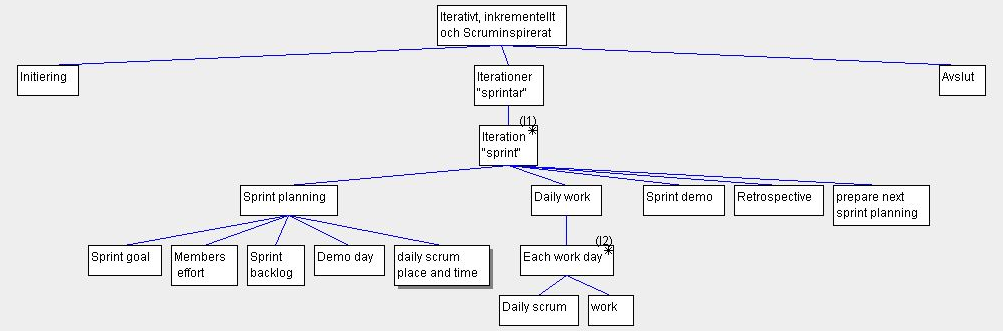 Iterativt, inkrementellt
och Scruminspirerat
Initiering
Iterationer
"sprintar"
Avslut
(I1)
Iteration *
"sprint"
Sprint planning
Daily work
Sprint demo
Retrospective
prepare next
sprint planning
Sprint goal
Members
effort
Sprint
backlog
Demo day
daily scrum
place and time
(I2)
Each work day *
Daily scrum
work